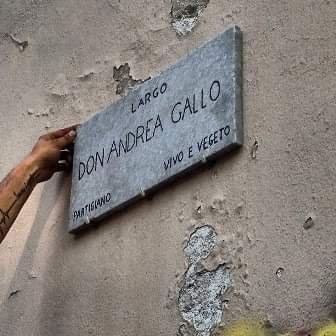 LARGO
DON ANDREA GALLO
PARTIGIANO VIVO E VEGETO